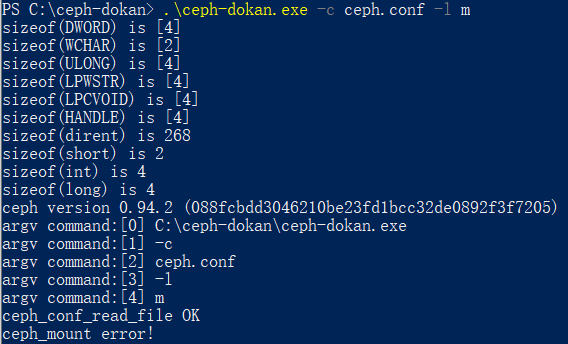 PS C:\ceph-dokan> .\ceph-dokan.exe -c ceph.conf -l m
sizeof(DWORD) is [4]
sizeof(WCHAR) is [2]
sizeof(ULONG) is [4]
sizeof(LPWSTR) is [4]
sizeof(LPCVOID) is [4]
sizeof(HANDLE) is [4]
sizeof(dirent) is 268
sizeof(short) is 2
sizeof(int) is 4
sizeof(long) is 4
ceph version 0.94.2 (088fcbdd3046210be23fd1bcc32de0892f3f7205)
argv command:[0] C:\ceph-dokan\ceph-dokan.exe
argv command:[1] -c
argv command:[2] ceph.conf
argv command:[3] -l
argv command:[4] m
ceph_conf_read_file OK
ceph_mount error!